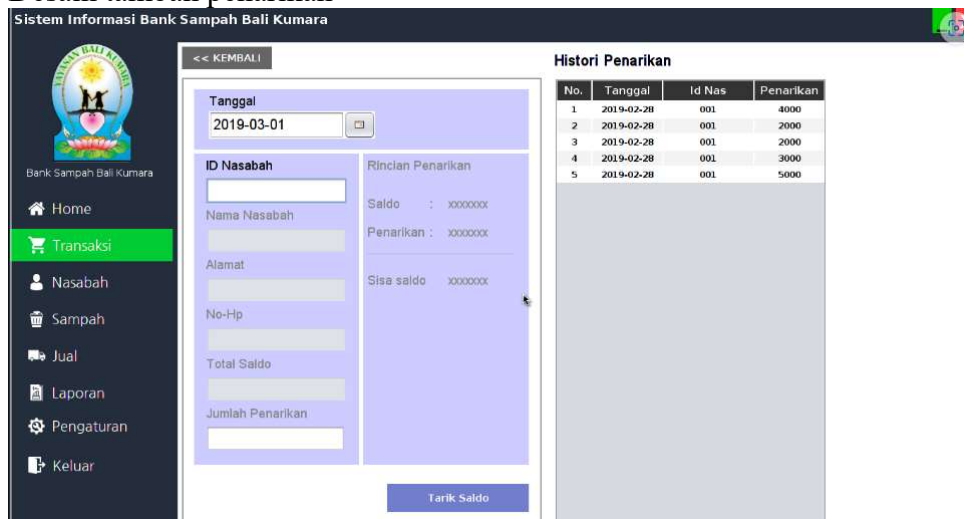 Sistem Informasi Bank Sampah Bali Kumara
YAYASAN BALI KUMARA
Bank Sampah Bali Kumara
Home
Transaksi
Nasabah
Sampah
Jual
Laporan
Pengaturan
Keluar
<< KEMBALI
Tanggal
2019-03-01
ID Nasabah
Nama Nasabah
Alamat
No-Hp
Total Saldo
Jumlah Penarikan
Rincian Penarikan
Saldo : xxxxxxx
Penarikan : xxxxxxx
Sisa saldo xxxxxxx
Tarik Saldo
Histori Penarikan
No. Tanggal Id Nas Penarikan
1 2019-02-28 001 4000
2 2019-02-28 001 2000
3 2019-02-28 001 2000
4 2019-02-28 001 3000
5 2019-02-28 001 5000